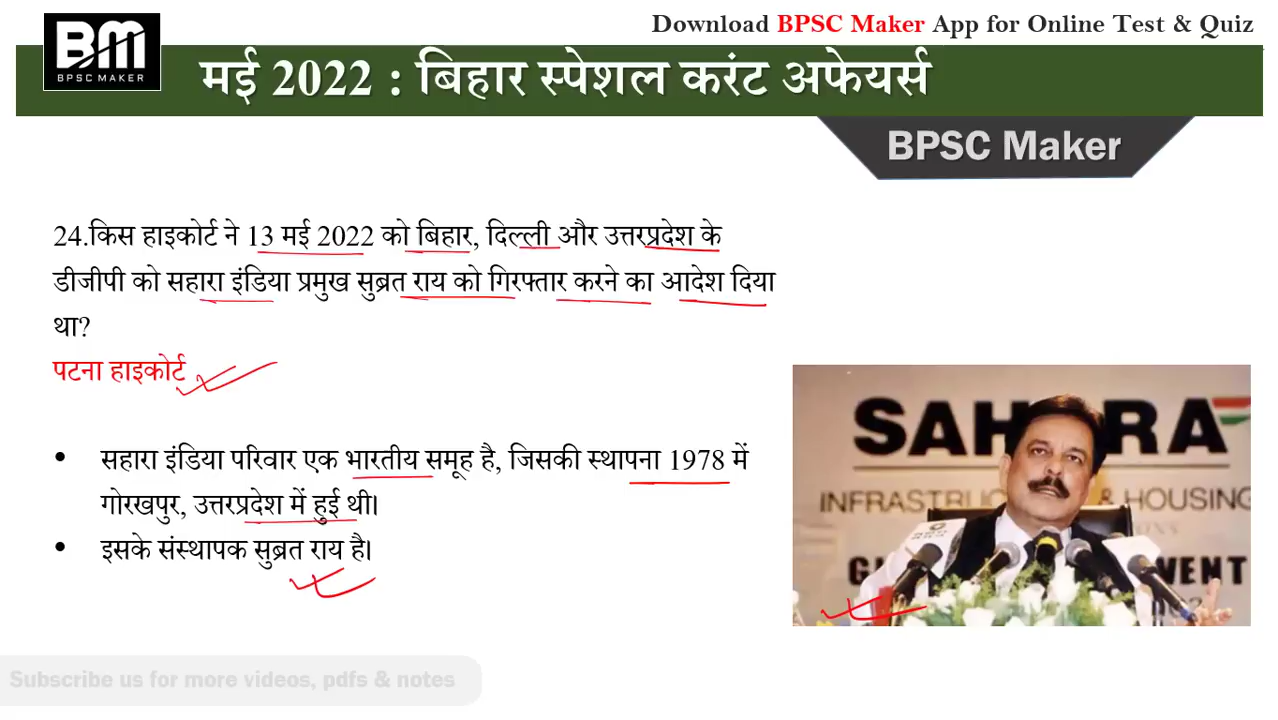 Download BPSC Maker App for Online Test & Quiz
BM
BPSC MAKER
मई 2022 : बिहार स्पेशल करंट अफेयर्स
BPSC Maker
24.किस हाइकोर्ट ने 13 मई 2022 को बिहार, दिल्ली और उत्तरप्रदेश के
डीजीपी को सहारा इंडिया प्रमुख सुब्रत राय को गिरफ्तार करने का आदेश दिया
था?
पटना हाइकोर्ट
• सहारा इंडिया परिवार एक भारतीय समूह है, जिसकी स्थापना 1978 में
गोरखपुर, उत्तरप्रदेश में हुई थी।
• इसके संस्थापक सुब्रत राय है।
SAH RA
INFRASTRUC & HOUSING
VENT
Subscribe us for more videos, pdfs & notes